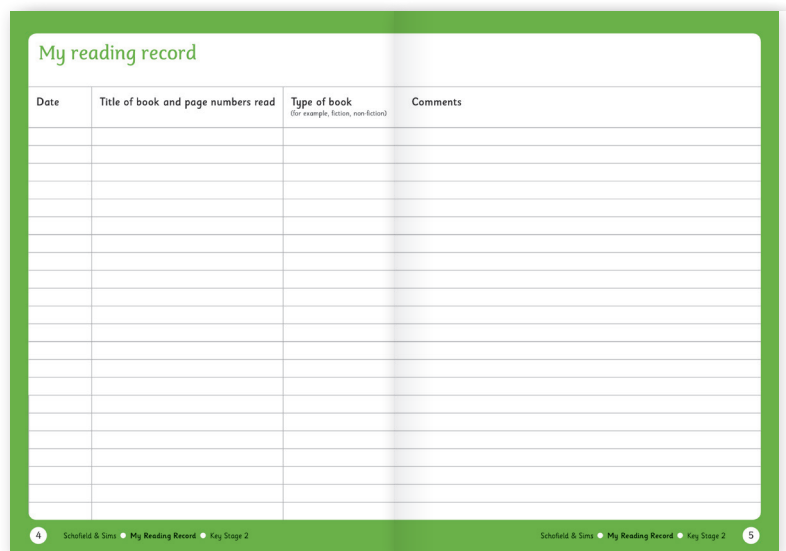 My reading record
Date Title of book and page numbers read Type of book Comments
(for example, fiction, non-fiction)
4 Schofield & Sims ● My Reading Record ● Key Stage 2
Schofield & Sims ● My Reading Record ● Key Stage 2 5